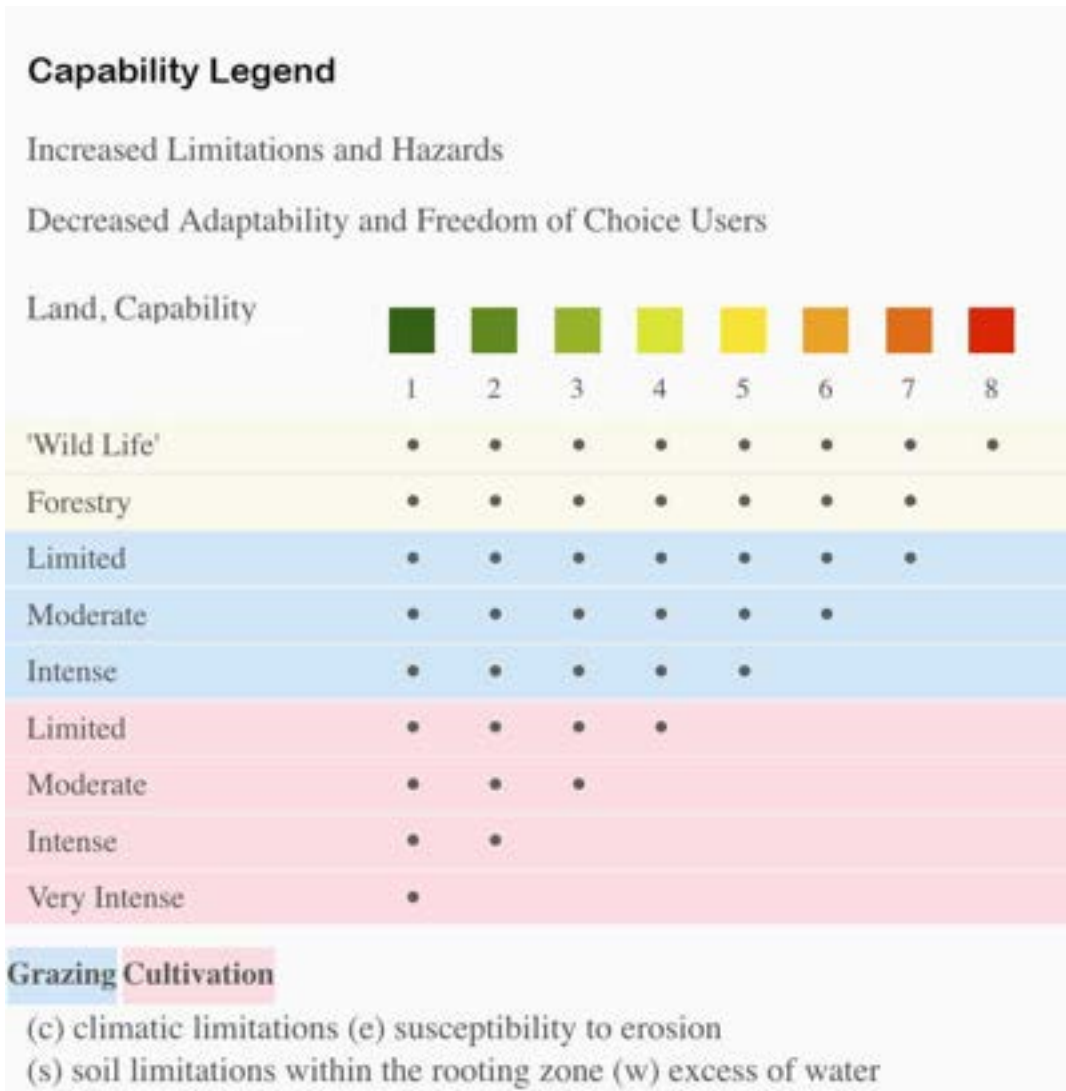 Capability Legend
Increased Limitations and Hazards
Decreased Adaptability and Freedom of Choice Users
Land, Capability
1 2 3 4 5 6 7 8
'Wild Life' • • • • • • • •
Forestry • • • • • • •
Limited • • • • • • •
Moderate • • • • • •
Intense • • • • •
Limited • • • •
Moderate • • •
Intense • •
Very Intense •
Grazing Cultivation
(c) climatic limitations (e) susceptibility to erosion
(s) soil limitations within the rooting zone (w) excess of water